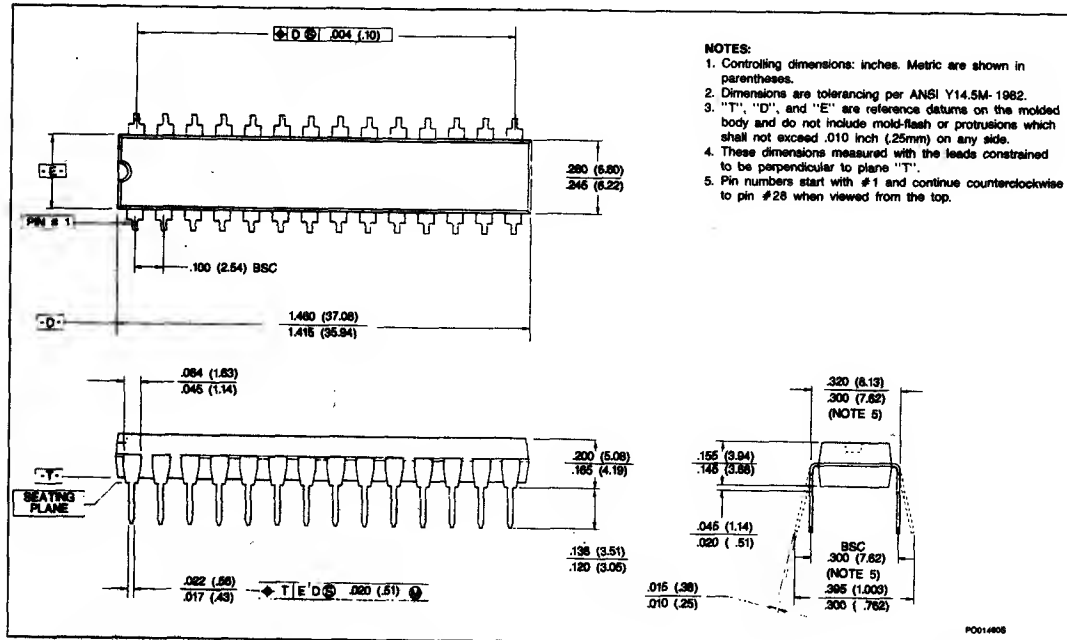 D Ⓢ .004 (.10)
NOTES:
1. Controlling dimensions: inches. Metric are shown in
parentheses.
2. Dimensions are tolerancing per ANSI Y14.5M- 1982.
3. "T", "D", and "E" are reference datums on the molded
body and do not include mold-flash or protrusions which
shall not exceed .010 inch (.25mm) on any side.
4. These dimensions measured with the leads constrained
to be perpendicular to plane "T".
5. Pin numbers start with #1 and continue counterclockwise
to pin #28 when viewed from the top.
-E-
.260 (6.60)
.245 (6.22)
PIN # 1
.100 (2.54) BSC
-D-
1.460 (37.08)
1.415 (35.94)
.064 (1.63)
.045 (1.14)
.320 (8.13)
.300 (7.62)
(NOTE 5)
.200 (5.08)
.165 (4.19)
.155 (3.94)
.145 (3.68)
-T-
SEATING
PLANE
.045 (1.14)
.020 ( .51)
.138 (3.51)
.120 (3.05)
BSC
.300 (7.62)
(NOTE 5)
.022 (.56)
.017 (.43)
T E D Ⓢ .020 (.51) Ⓜ
.015 (.38)
.010 (.25)
.395 (1.003)
.300 ( .762)